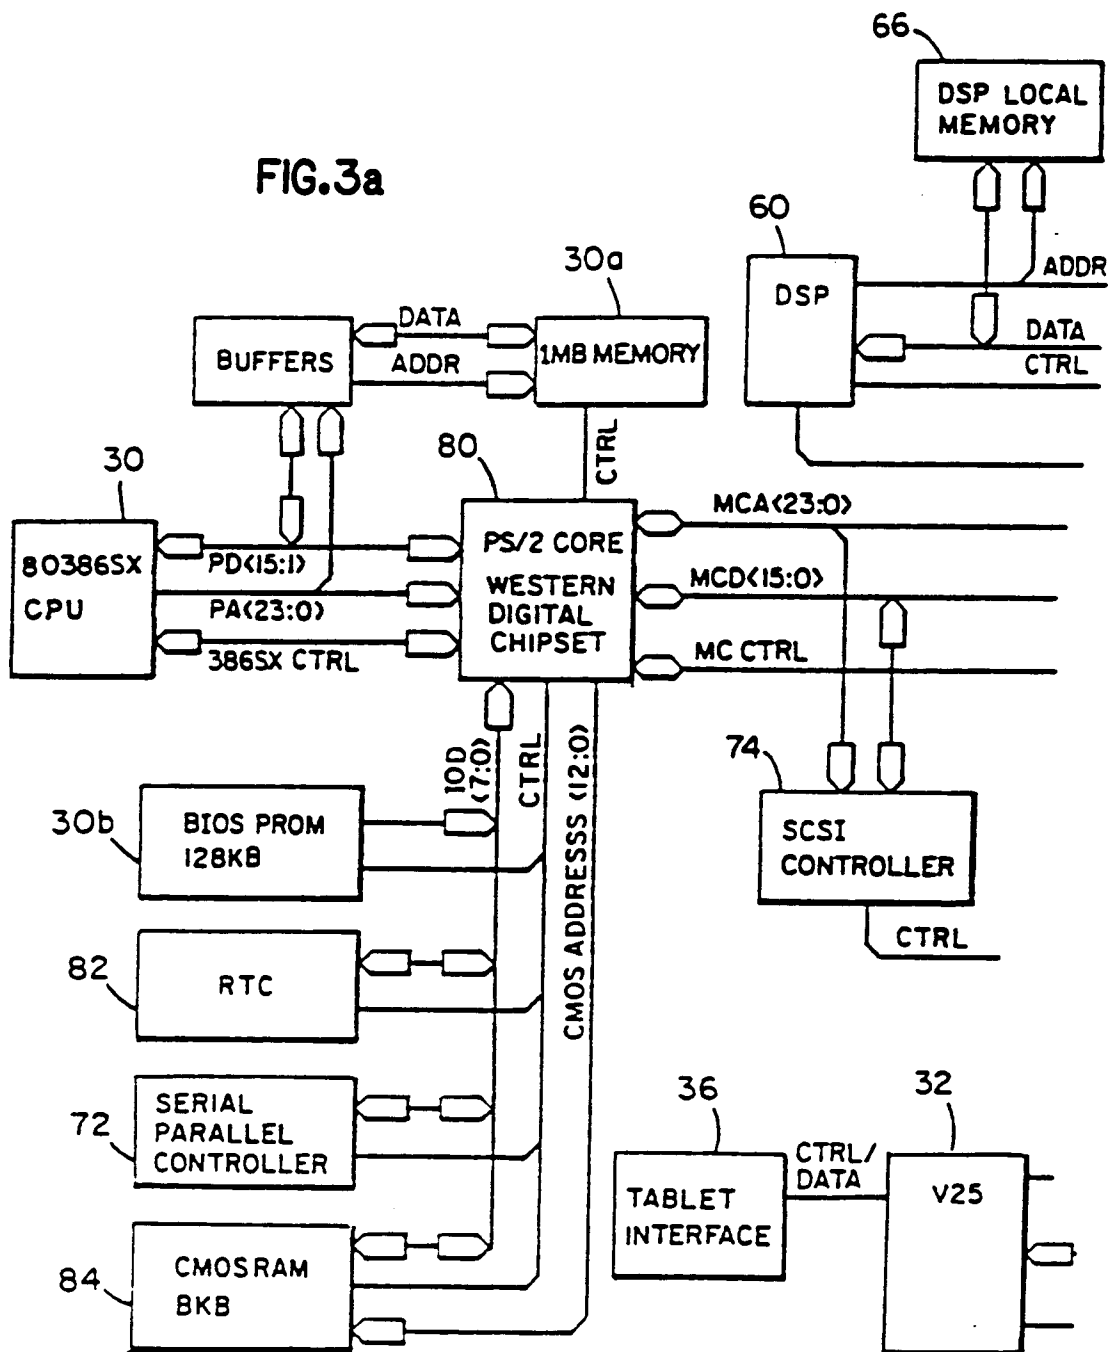 66
DSP LOCAL
MEMORY
FIG.3a
60
DSP
ADDR
DATA
CTRL
30a
DATA
ADDR
BUFFERS
1MB MEMORY
CTRL
30
80
80386SX
CPU
PD<15:1>
PA<23:0>
386SX CTRL
PS/2 CORE
WESTERN
DIGITAL
CHIPSET
MCA<23:0>
MCD<15:0>
MC CTRL
IOD
<7:0>
CTRL
CMOS ADDRESSS <12:0>
74
SCSI
CONTROLLER
CTRL
30b
BIOS PROM
128KB
82
RTC
72
SERIAL
PARALLEL
CONTROLLER
84
CMOSRAM
BKB
36
TABLET
INTERFACE
CTRL/
DATA
32
V25